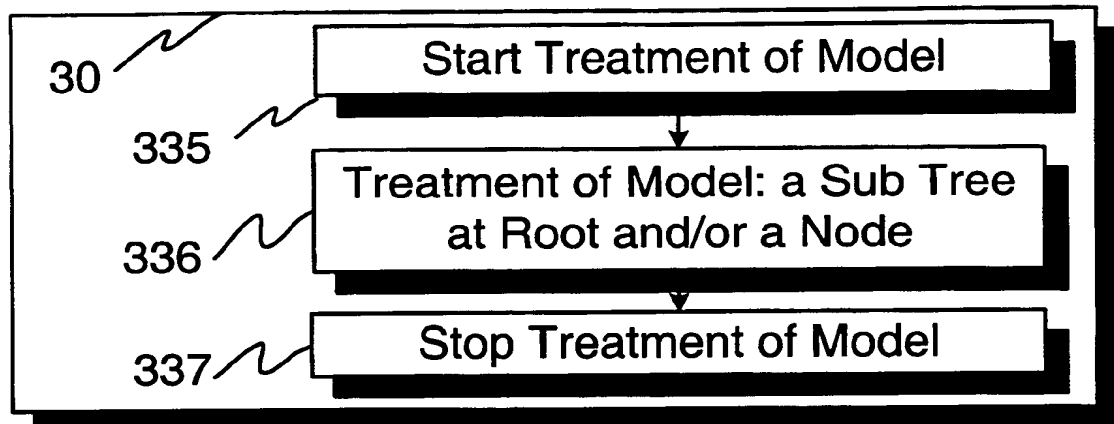 30
Start Treatment of Model
335
Treatment of Model: a Sub Tree
at Root and/or a Node
336
Stop Treatment of Model
337